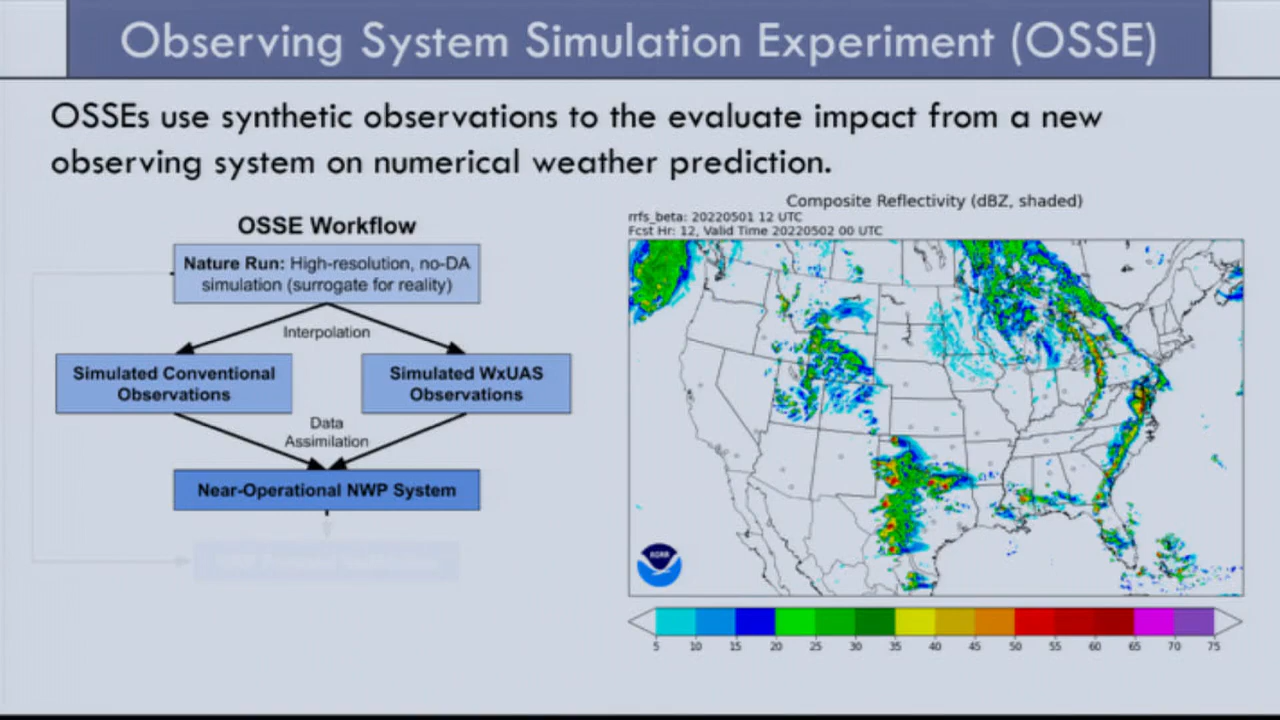 Observing System Simulation Experiment (OSSE)
OSSEs use synthetic observations to the evaluate impact from a new
observing system on numerical weather prediction.
OSSE Workflow
Nature Run: High-resolution, no-DA
simulation (surrogate for reality)
Interpolation
Simulated Conventional
Observations
Simulated WxUAS
Observations
Data
Assimilation
Near-Operational NWP System
Composite Reflectivity (dBZ, shaded)
rrfs_beta: 20220501 12 UTC
Fcst Hr: 12, Valid Time 20220502 00 UTC
NOAA
5 10 15 20 25 30 35 40 45 50 55 60 65 70 75